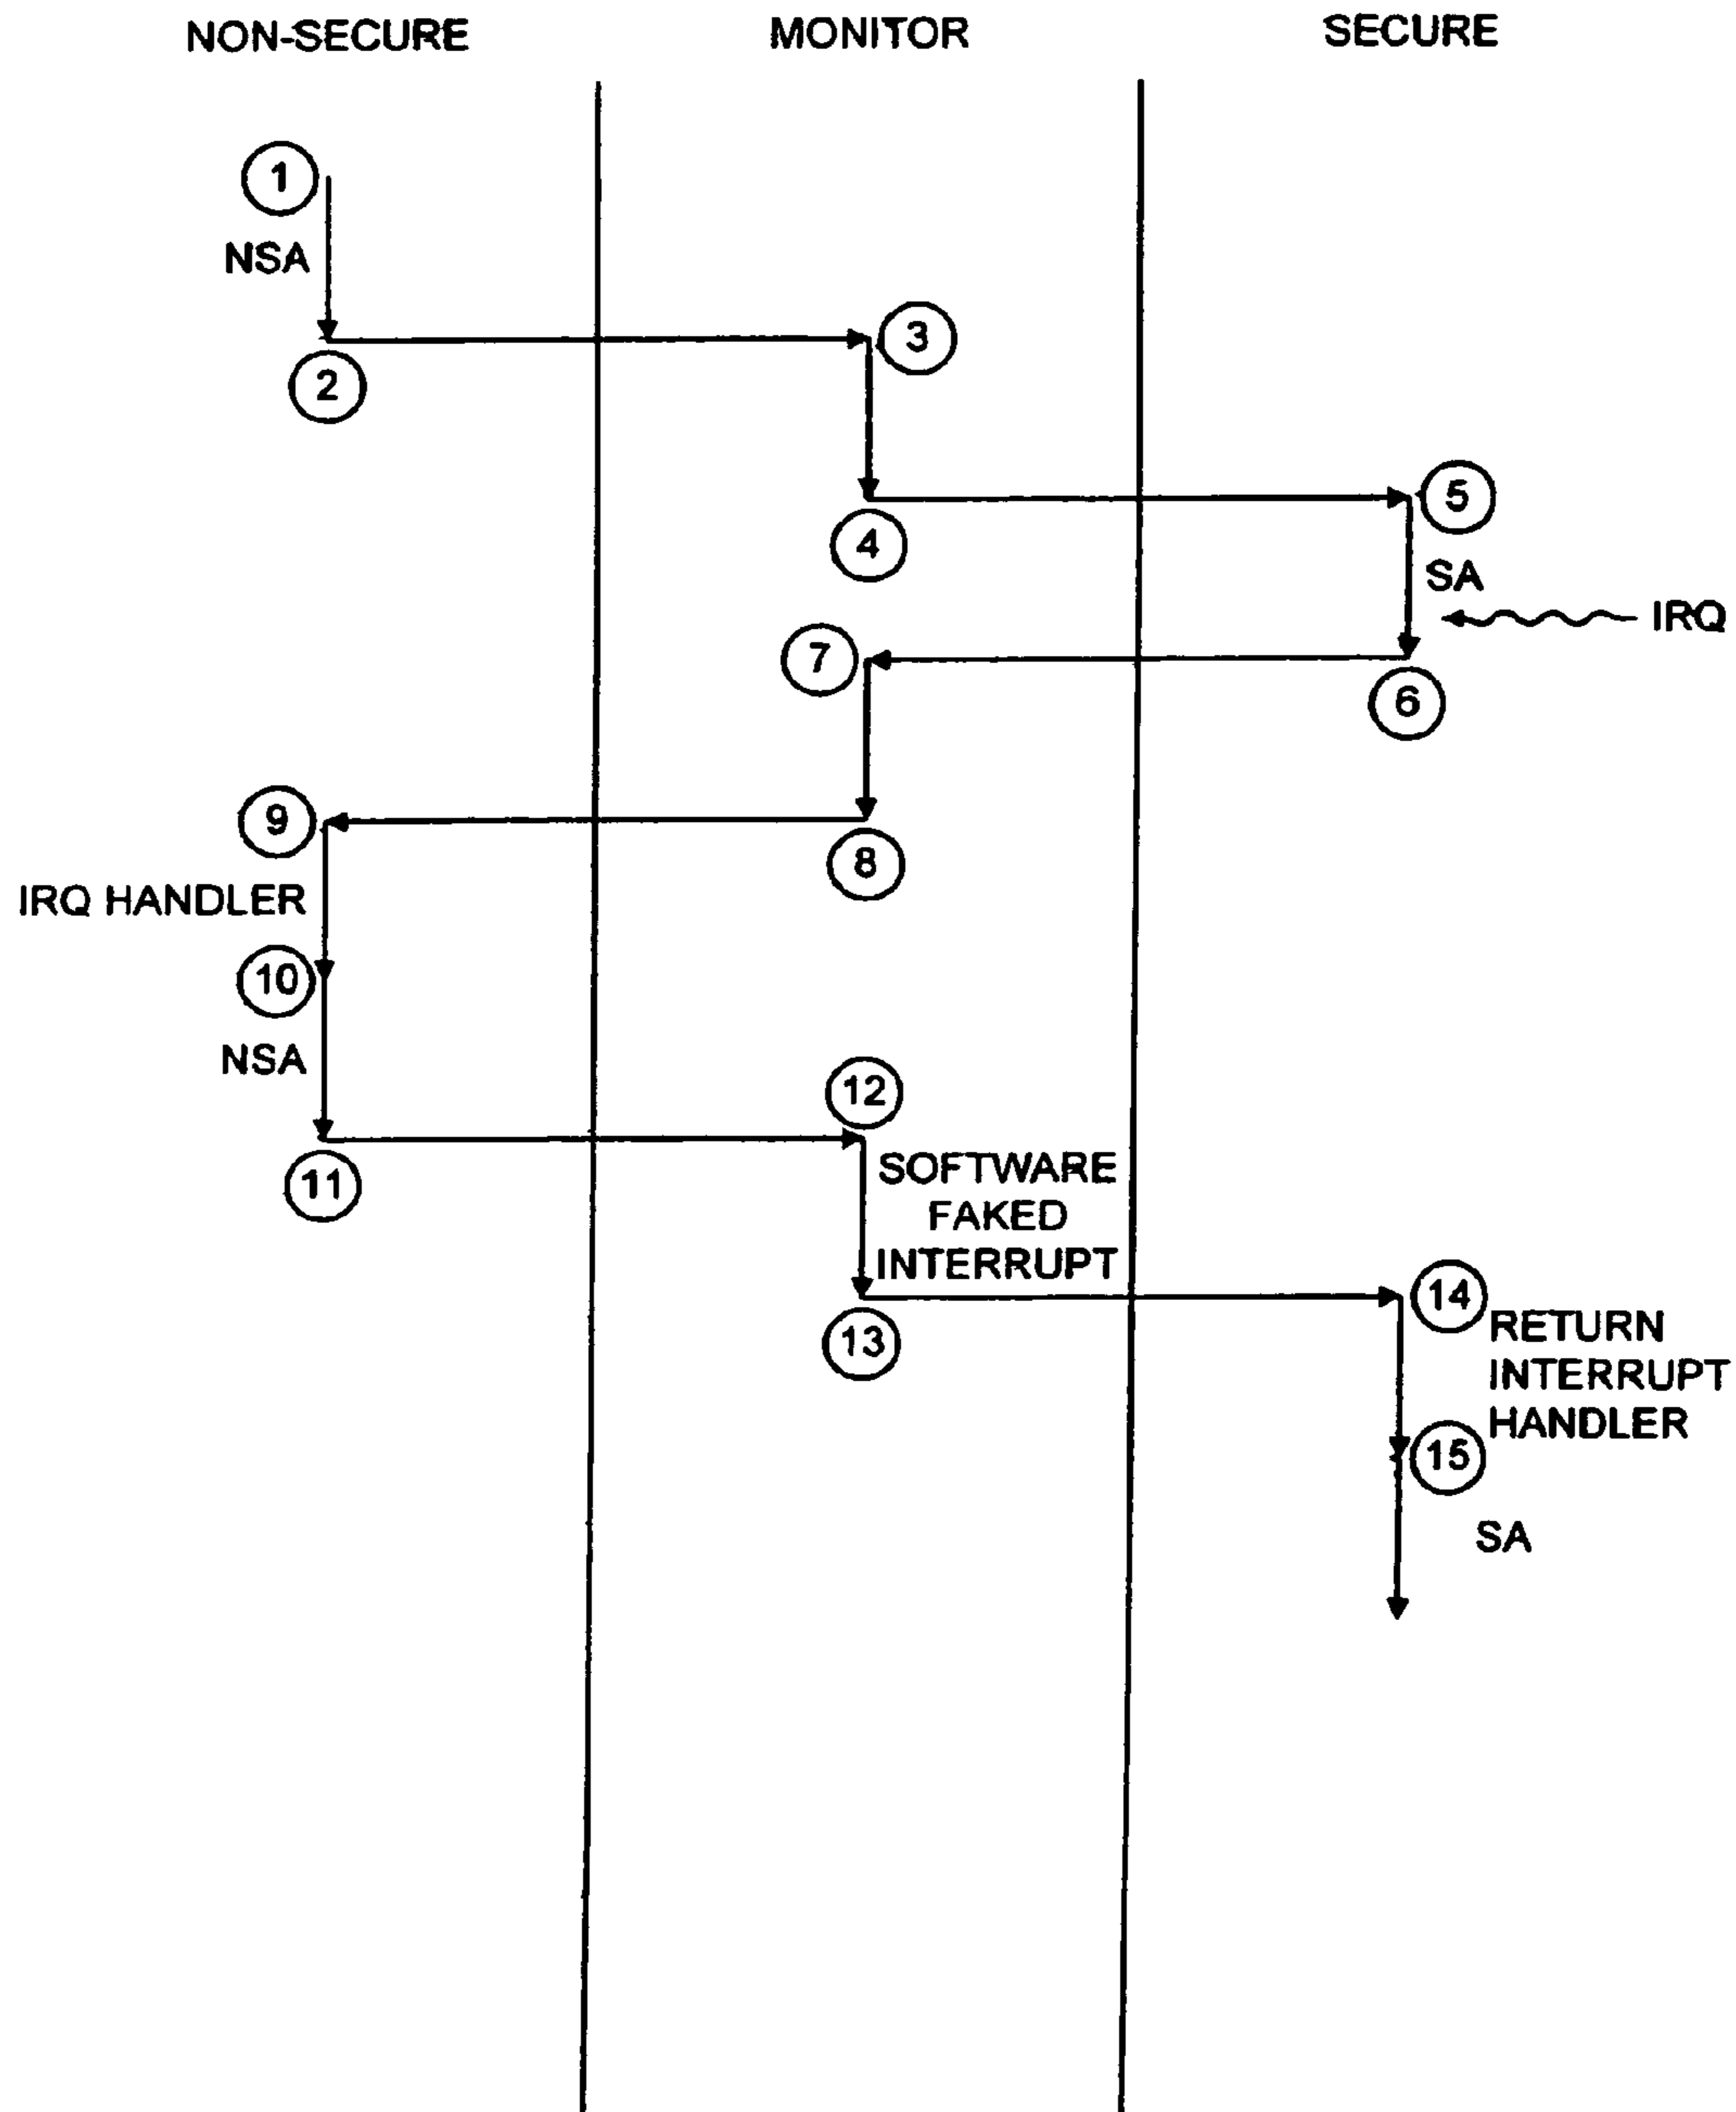 NON-SECURE
MONITOR
SECURE
1
NSA
2
3
4
5
SA
IRQ
6
7
8
9
IRQ HANDLER
10
NSA
11
12
SOFTWARE
FAKED
INTERRUPT
13
14
RETURN
INTERRUPT
HANDLER
15
SA